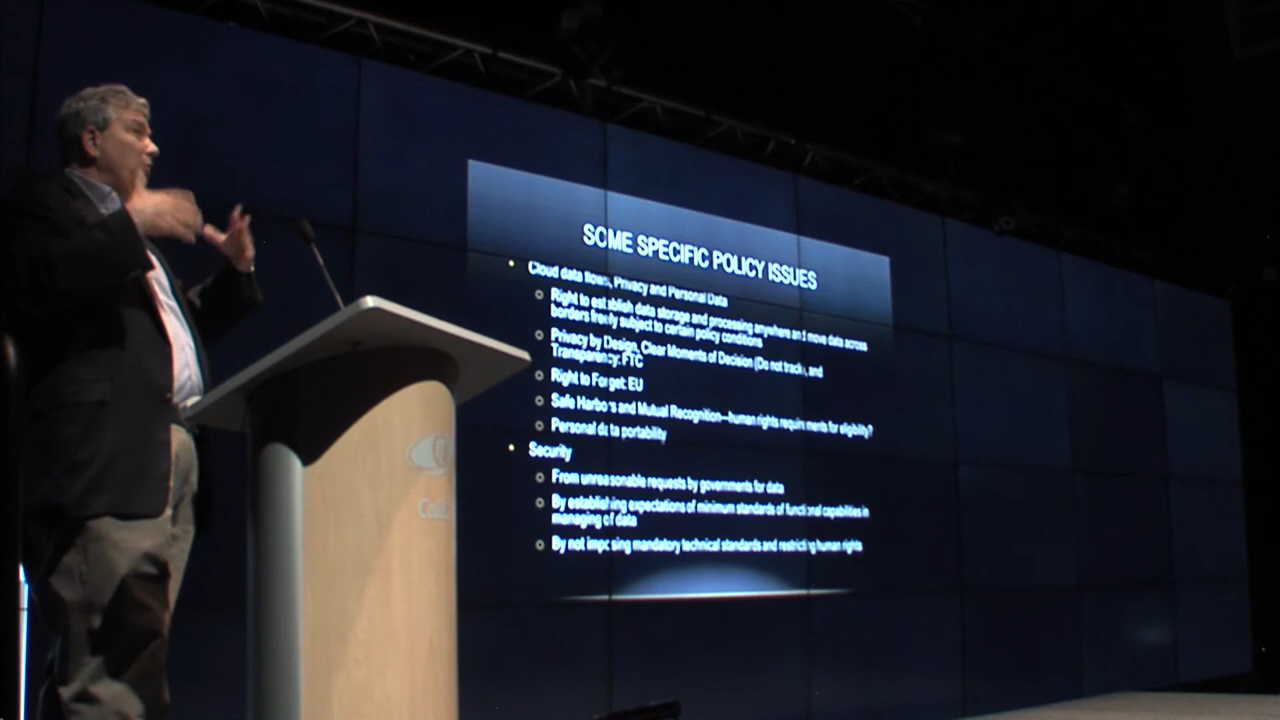 SOME SPECIFIC POLICY ISSUES
Cloud data flows, Privacy and Personal Data
Right to establish data storage and processing anywhere and move data across
borders freely subject to certain policy conditions
Privacy by Design, Clear Moments of Decision (Do not track), and
Transparency: FTC
Right to Forget: EU
Safe Harbors and Mutual Recognition—human rights requirements for eligibility?
Personal data portability
Security
From unreasonable requests by governments for data
By establishing expectations of minimum standards of functional capabilities in
managing of data
By not imposing mandatory technical standards and restricting human rights